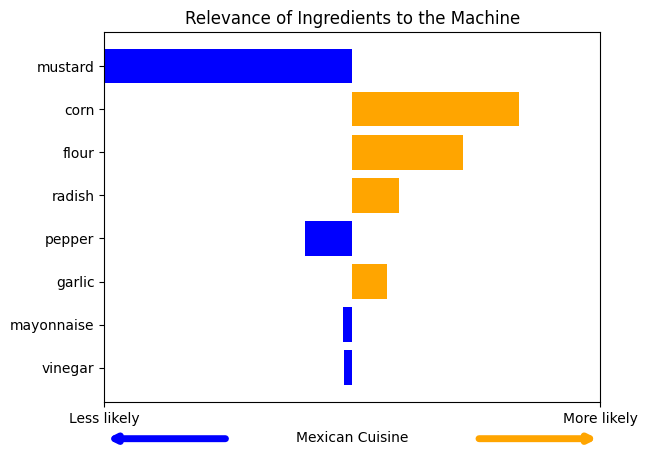 Relevance of Ingredients to the Machine
mustard
corn
flour
radish
pepper
garlic
mayonnaise
vinegar
Less likely
More likely
Mexican Cuisine